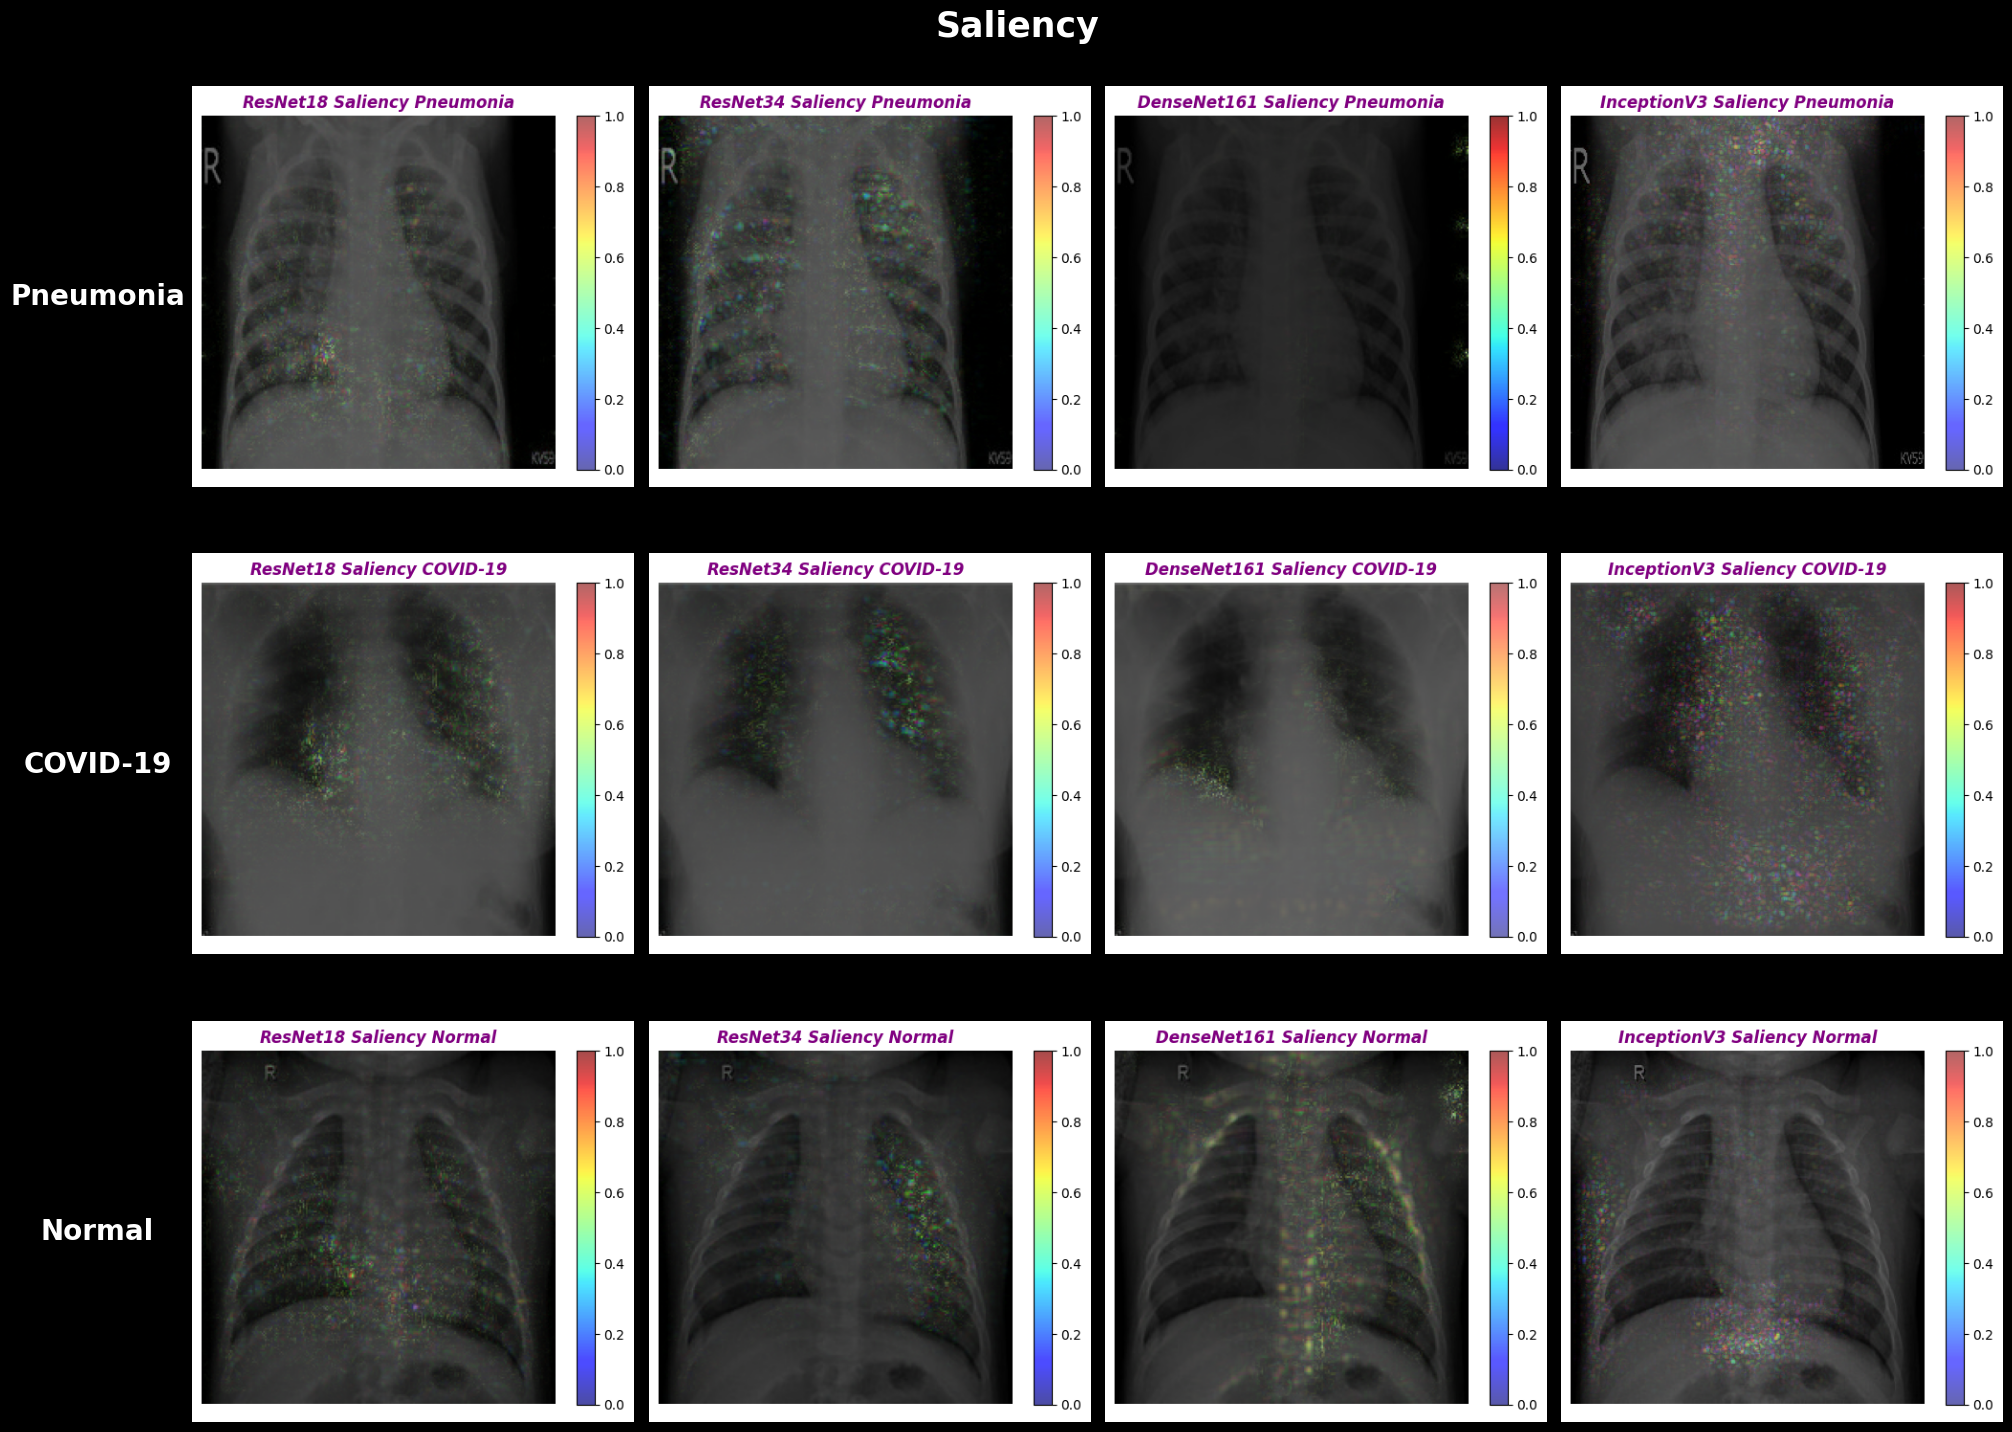 Saliency
Pneumonia
ResNet18 Saliency Pneumonia
R
KV59
1.0
0.8
0.6
0.4
0.2
0.0
ResNet34 Saliency Pneumonia
R
KV59
1.0
0.8
0.6
0.4
0.2
0.0
DenseNet161 Saliency Pneumonia
R
KV59
1.0
0.8
0.6
0.4
0.2
0.0
InceptionV3 Saliency Pneumonia
R
KV59
1.0
0.8
0.6
0.4
0.2
0.0
COVID-19
ResNet18 Saliency COVID-19
1.0
0.8
0.6
0.4
0.2
0.0
ResNet34 Saliency COVID-19
1.0
0.8
0.6
0.4
0.2
0.0
DenseNet161 Saliency COVID-19
1.0
0.8
0.6
0.4
0.2
0.0
InceptionV3 Saliency COVID-19
1.0
0.8
0.6
0.4
0.2
0.0
Normal
ResNet18 Saliency Normal
R
1.0
0.8
0.6
0.4
0.2
0.0
ResNet34 Saliency Normal
R
1.0
0.8
0.6
0.4
0.2
0.0
DenseNet161 Saliency Normal
R
1.0
0.8
0.6
0.4
0.2
0.0
InceptionV3 Saliency Normal
R
1.0
0.8
0.6
0.4
0.2
0.0